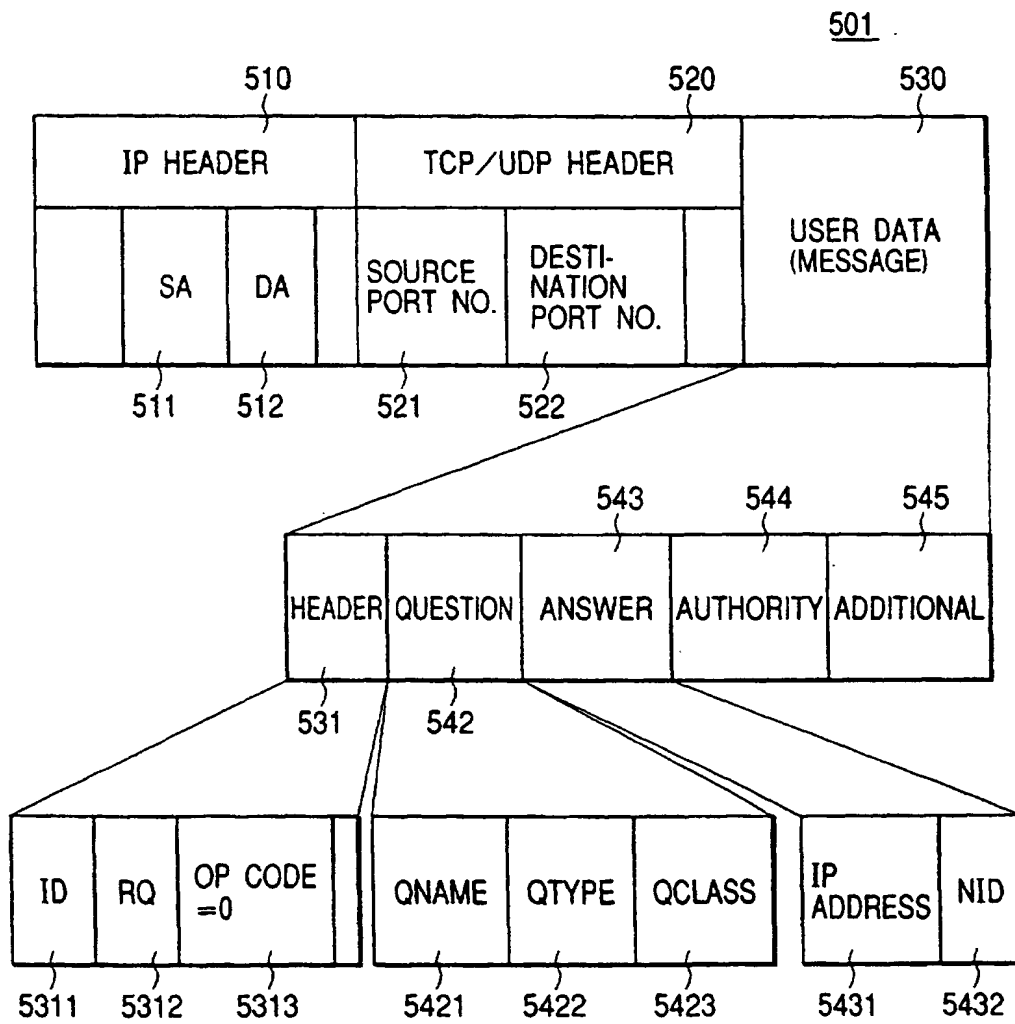 501
510
520
530
IP HEADER
TCP/UDP HEADER
USER DATA
(MESSAGE)
SA
DA
SOURCE
PORT NO.
DESTI-
NATION
PORT NO.
511
512
521
522
543
544
545
HEADER
QUESTION
ANSWER
AUTHORITY
ADDITIONAL
531
542
ID
RQ
OP CODE
=0
QNAME
QTYPE
QCLASS
IP
ADDRESS
NID
5311
5312
5313
5421
5422
5423
5431
5432